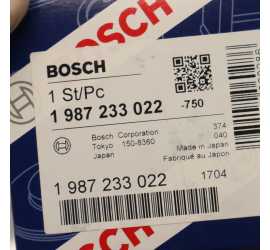 BOSCH
1 St/Pc
1 987 233 022 -750
Bosch Corporation 374
Tokyo 150-8360 040
Japan Made in Japan
Fabriqué au Japon
1 987 233 022 1704